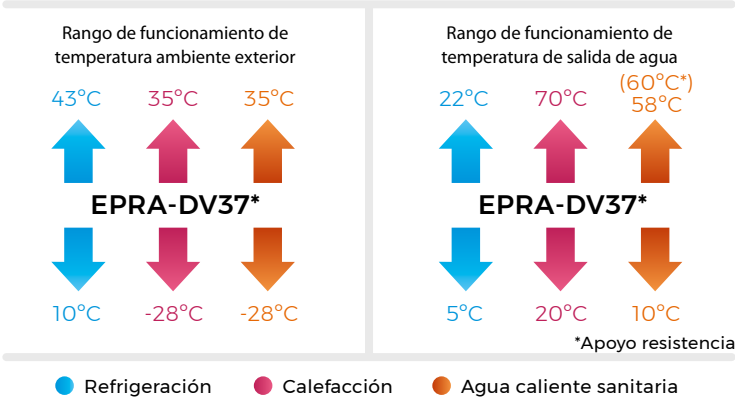 Rango de funcionamiento de
temperatura ambiente exterior
43°C 35°C 35°C
EPRA-DV37*
10°C -28°C -28°C
Rango de funcionamiento de
temperatura de salida de agua
22°C 70°C (60°C*)
58°C
EPRA-DV37*
5°C 20°C 10°C
*Apoyo resistencia
Refrigeración Calefacción Agua caliente sanitaria